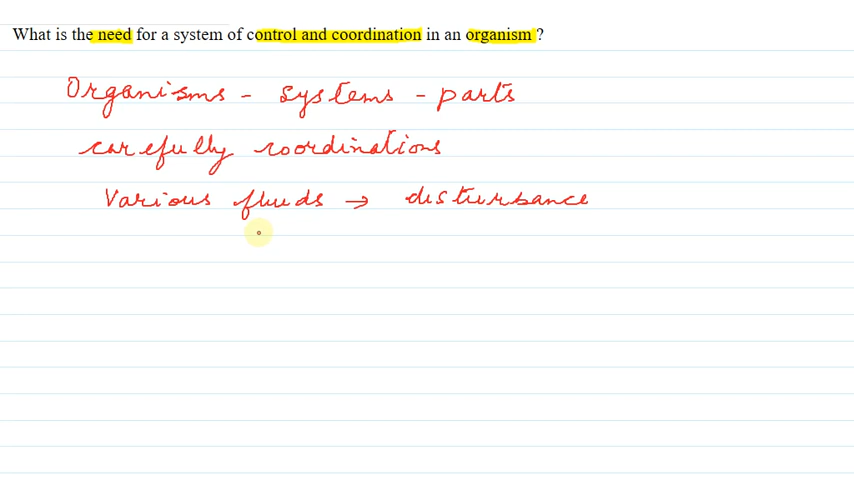 What is the need for a system of control and coordination in an organism ?
Organisms - systems - parts
carefully coordinations
Various fluids → disturbance